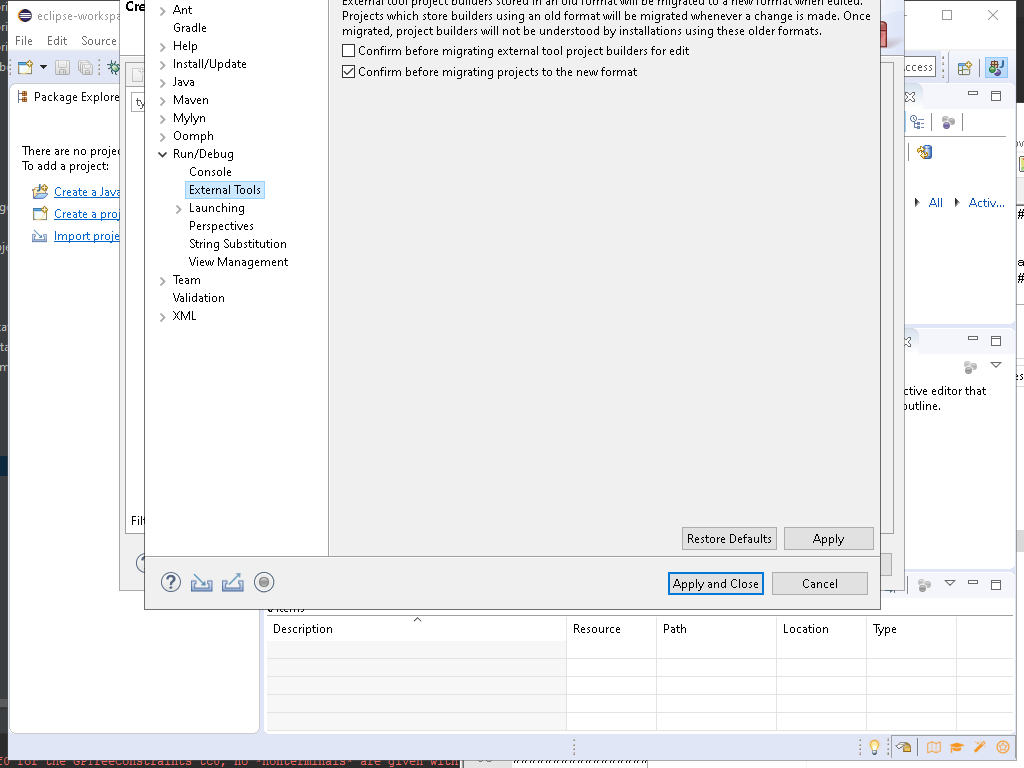 eclipse-workspa
Cre
File Edit Source
Package Explore
There are no projec
To add a project:
Create a Java
Create a proj
Import proje
ty
Filt
Ant
Gradle
Help
Install/Update
Java
Maven
Mylyn
Oomph
Run/Debug
Console
External Tools
Launching
Perspectives
String Substitution
View Management
Team
Validation
XML
External tool project builders stored in an old format will be migrated to a new format when edited.
Projects which store builders using an old format will be migrated whenever a change is made. Once
migrated, project builders will not be understood by installations using these older formats.
Confirm before migrating external tool project builders for edit
Confirm before migrating projects to the new format
Restore Defaults Apply
Apply and Close Cancel
ccess
All Activ...
ctive editor that
outline.
items
Description Resource Path Location Type
for the GPTreeConstraints tc0, no *nonterminals* are given with